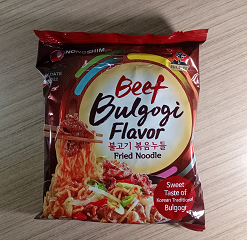 NONGSHIM
Beef
Bulgogi
Flavor
불고기 볶음누들
Fried Noodle
Sweet
Taste of
Korean Traditional
Bulgogi